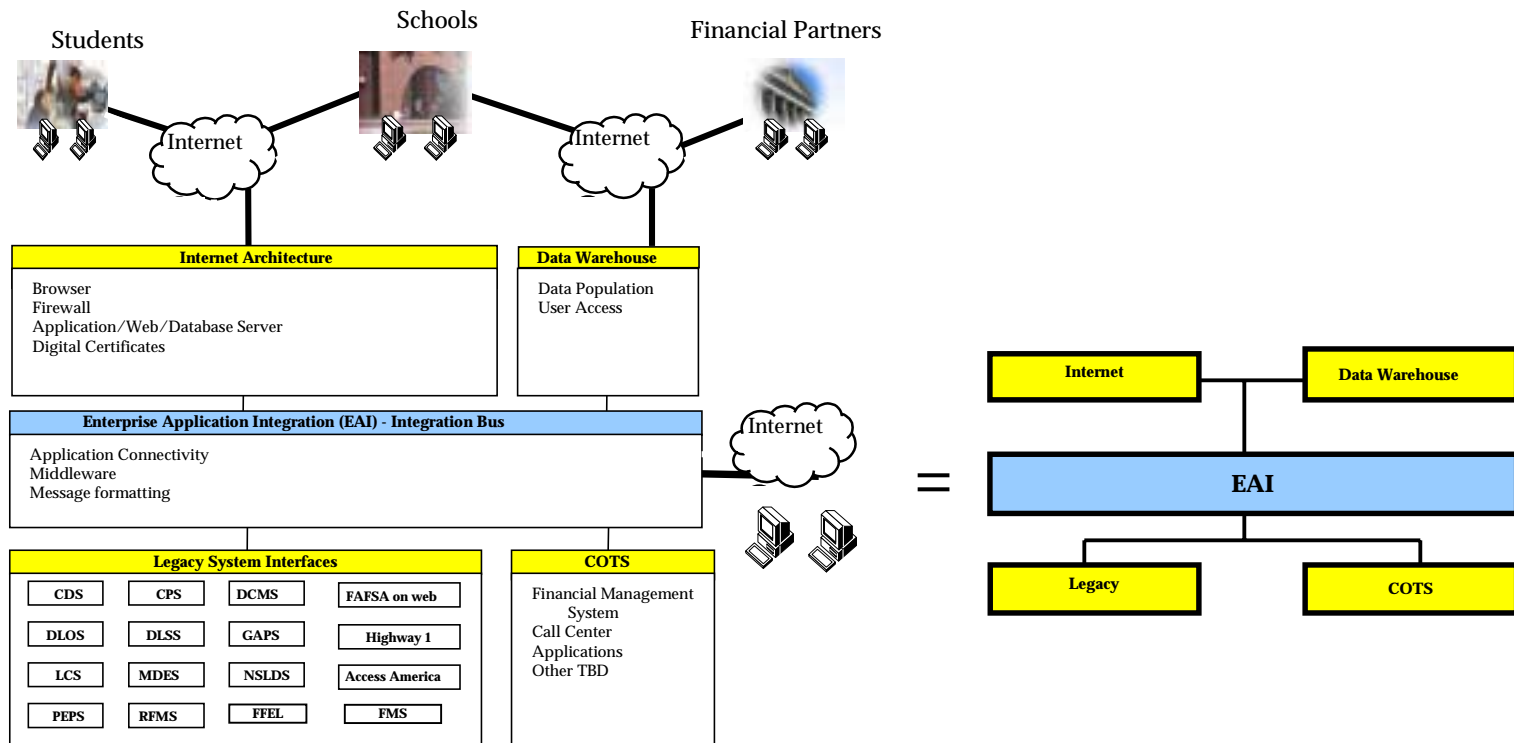 Students
Schools
Financial Partners
Internet
Internet
Internet Architecture
Browser
Firewall
Application/Web/Database Server
Digital Certificates
Data Warehouse
Data Population
User Access
Enterprise Application Integration (EAI) - Integration Bus
Application Connectivity
Middleware
Message formatting
Internet
Legacy System Interfaces
CDS CPS DCMS FAFSA on web
DLOS DLSS GAPS Highway 1
LCS MDES NSLDS Access America
PEPS RFMS FFEL FMS
COTS
Financial Management
System
Call Center
Applications
Other TBD
=
Internet
Data Warehouse
EAI
Legacy
COTS